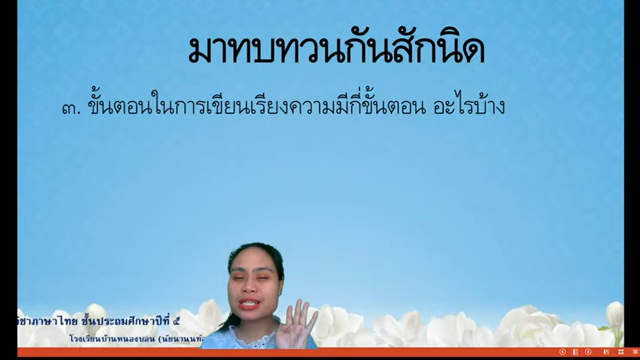 มาทบทวนกันสักนิด
๓. ขั้นตอนในการเขียนเรียงความมีกี่ขั้นตอน อะไรบ้าง
วิชาภาษาไทย ชั้นประถมศึกษาปีที่ ๕
โรงเรียนบ้านหนองบอน